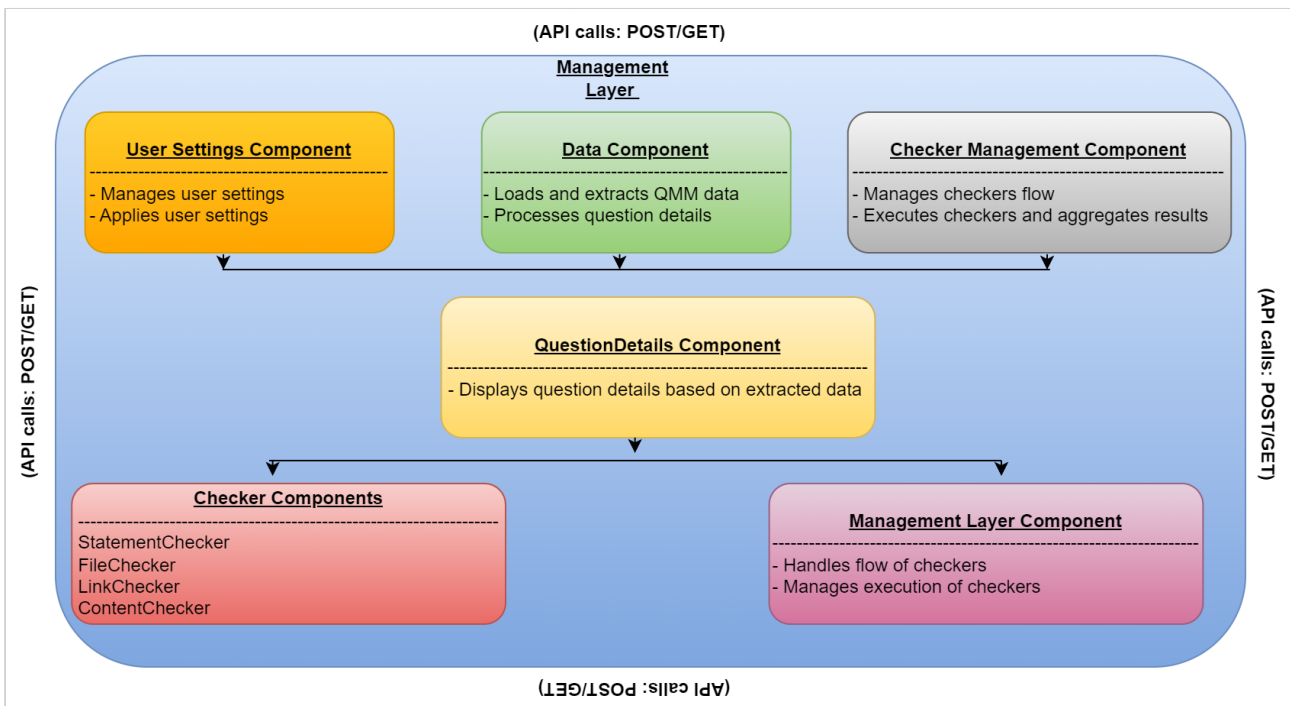 (API calls: POST/GET)
Management
Layer
User Settings Component
---------------------------------------------
- Manages user settings
- Applies user settings
Data Component
---------------------------------------------
- Loads and extracts QMM data
- Processes question details
Checker Management Component
---------------------------------------------
- Manages checkers flow
- Executes checkers and aggregates results
(API calls: POST/GET)
(API calls: POST/GET)
QuestionDetails Component
---------------------------------------------
- Displays question details based on extracted data
Checker Components
---------------------------------------------
StatementChecker
FileChecker
LinkChecker
ContentChecker
Management Layer Component
---------------------------------------------
- Handles flow of checkers
- Manages execution of checkers
(API calls: POST/GET)